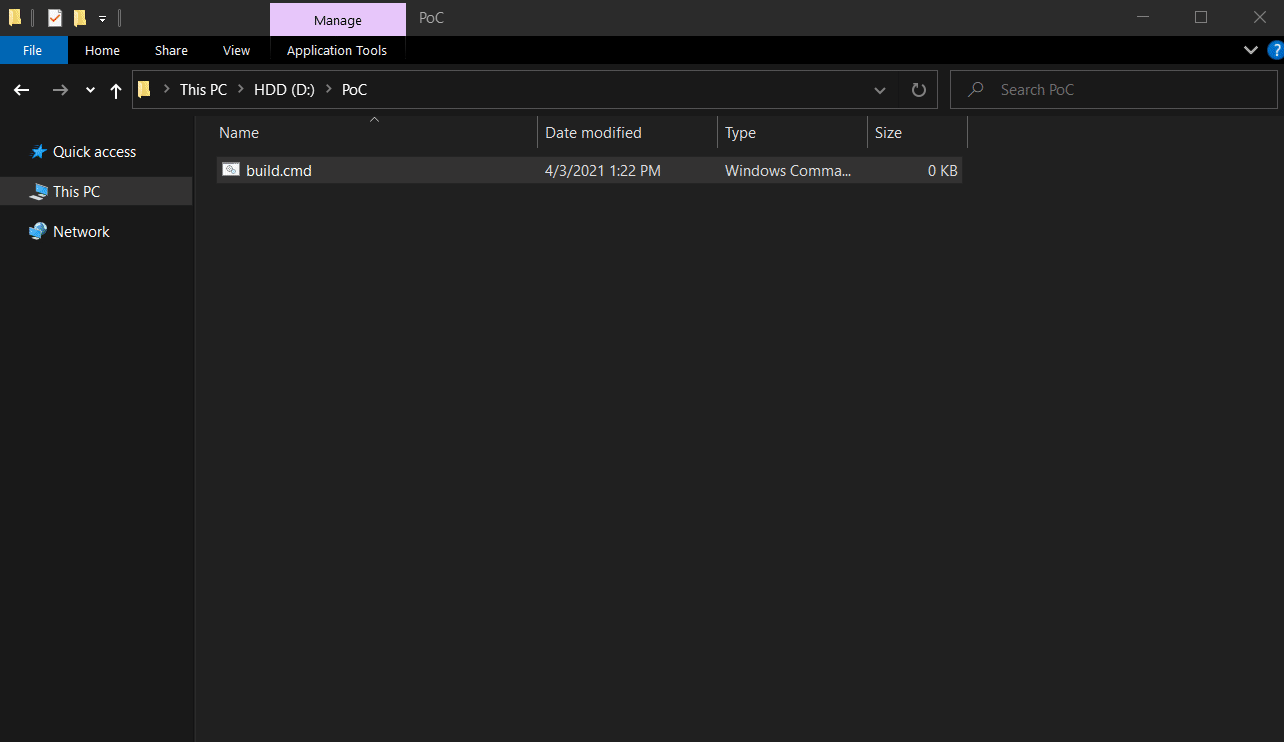 Manage PoC
File Home Share View Application Tools ?
This PC HDD (D:) PoC Search PoC
Name Date modified Type Size
Quick access
build.cmd 4/3/2021 1:22 PM Windows Comma... 0 KB
This PC
Network